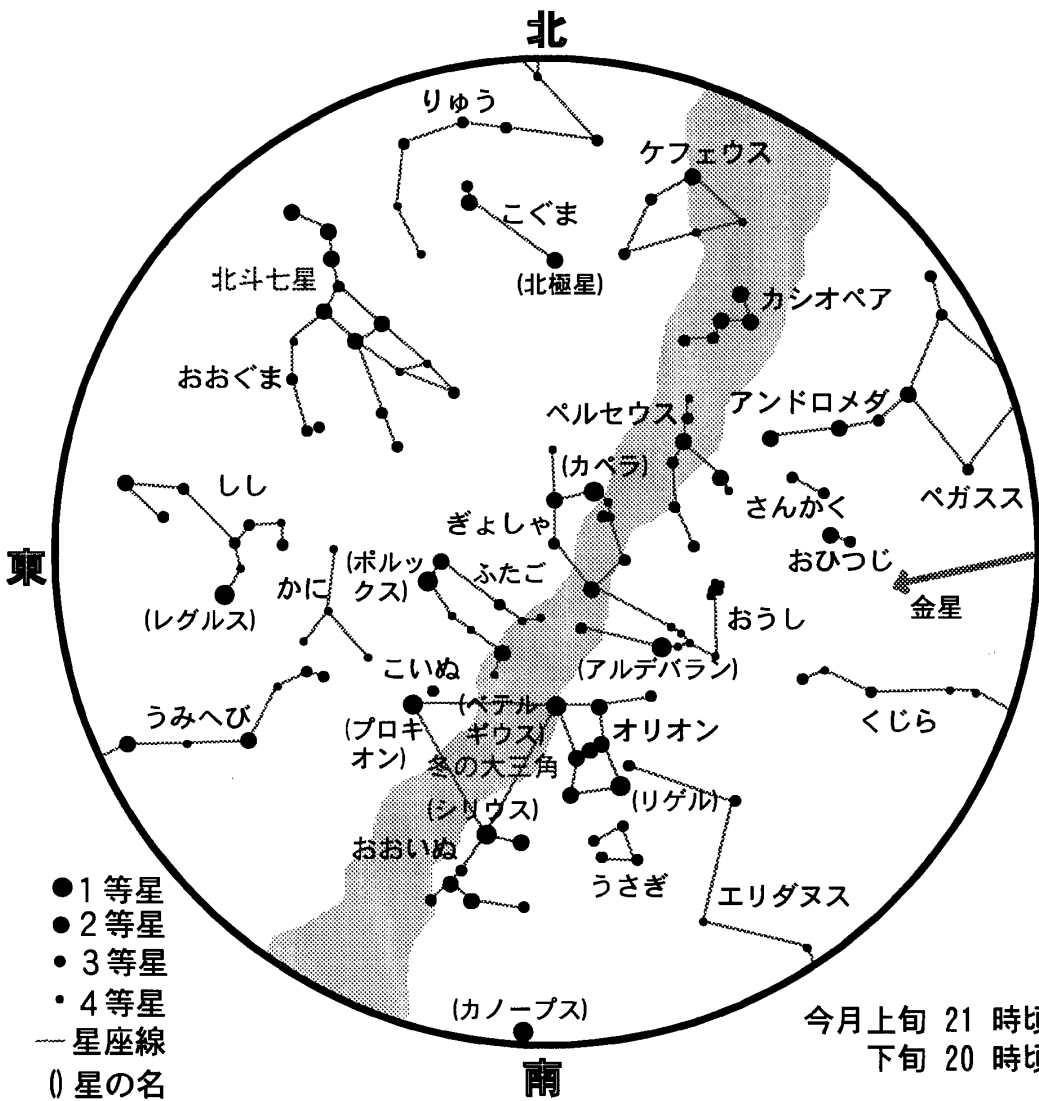 北
りゅう
ケフェウス
こぐま
(北極星)
北斗七星
カシオペア
おおぐま
ペルセウス
アンドロメダ
(カペラ)
しし
さんかく
ペガスス
ぎょしゃ
おひつじ
東
(ポルッ
クス)
ふたご
かに
金星
(レグルス)
おうし
(アルデバラン)
こいぬ
うみへび
(プロキ
オン)
(ベテル
ギウス)
オリオン
くじら
冬の大三角
(シリウス)
(リゲル)
おおいぬ
うさぎ
エリダヌス
●1等星
●2等星
●3等星
●4等星
―星座線
()星の名
(カノープス)
南
今月上旬 21 時頃
下旬 20 時頃